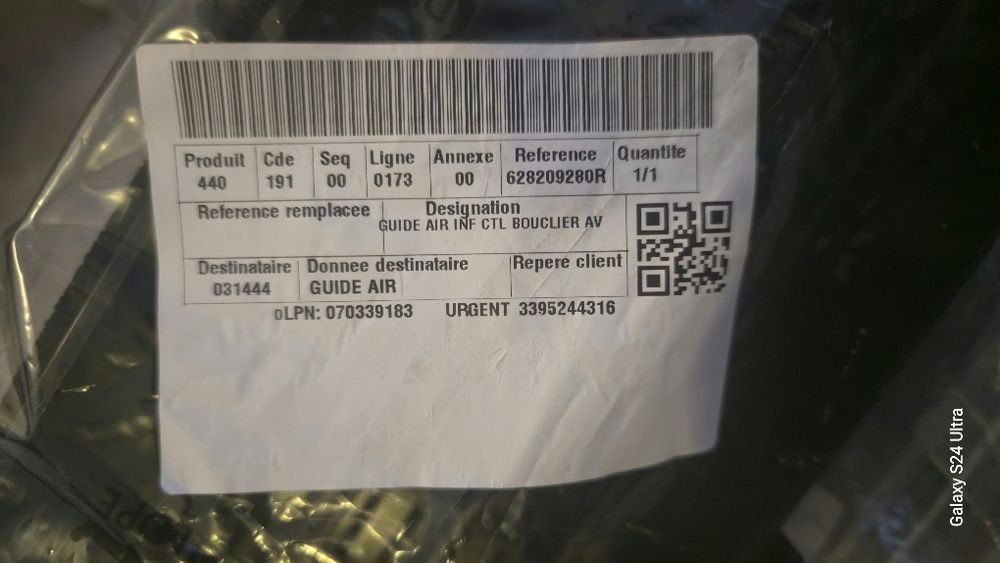 Produit Cde Seq Ligne Annexe Reference Quantite
440 191 00 0173 00 628209280R 1/1
Reference remplacee Designation
GUIDE AIR INF CTL BOUCLIER AV
Destinataire Donnee destinataire Repere client
031444 GUIDE AIR
oLPN: 070339183 URGENT 3395244316
Galaxy S24 Ultra